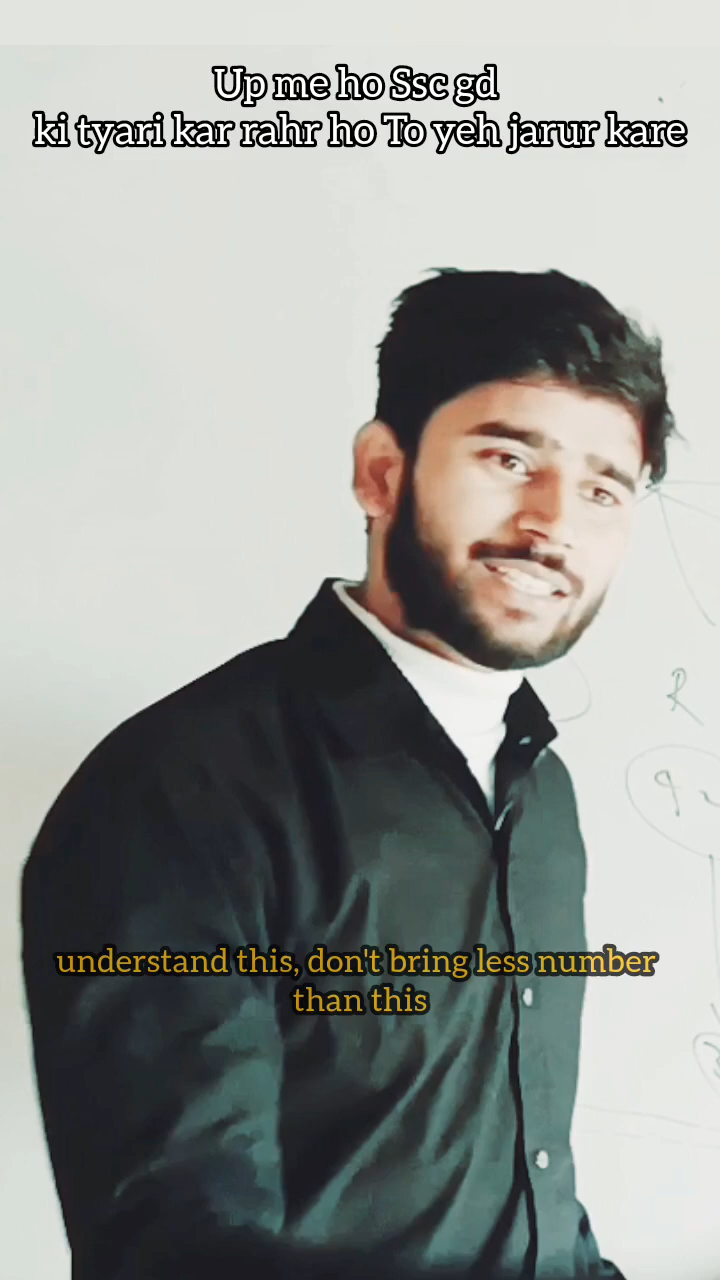 Up me ho Ssc gd
ki tyari kar rahr ho To yeh jarur kare
R
understand this, don't bring less number
than this